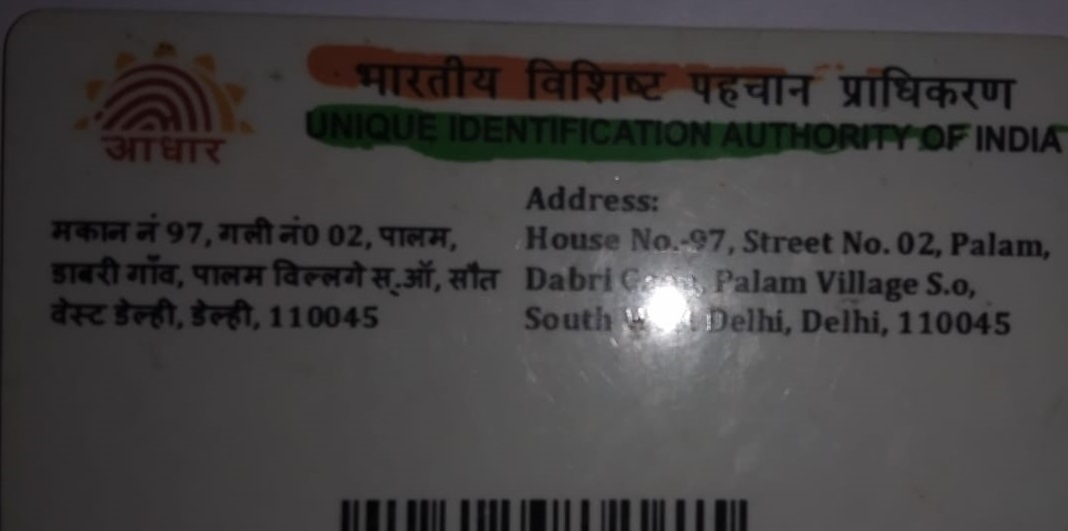 आधार
भारतीय विशिष्ट पहचान प्राधिकरण
UNIQUE IDENTIFICATION AUTHORITY OF INDIA
मकान नं 97, गली नं0 02, पालम,
डाबरी गाँव, पालम विल्लगे स्.ऑ, सौत
वेस्ट डेल्ही, डेल्ही, 110045
Address:
House No.-97, Street No. 02, Palam,
Dabri Palam Village S.o,
South Delhi, Delhi, 110045